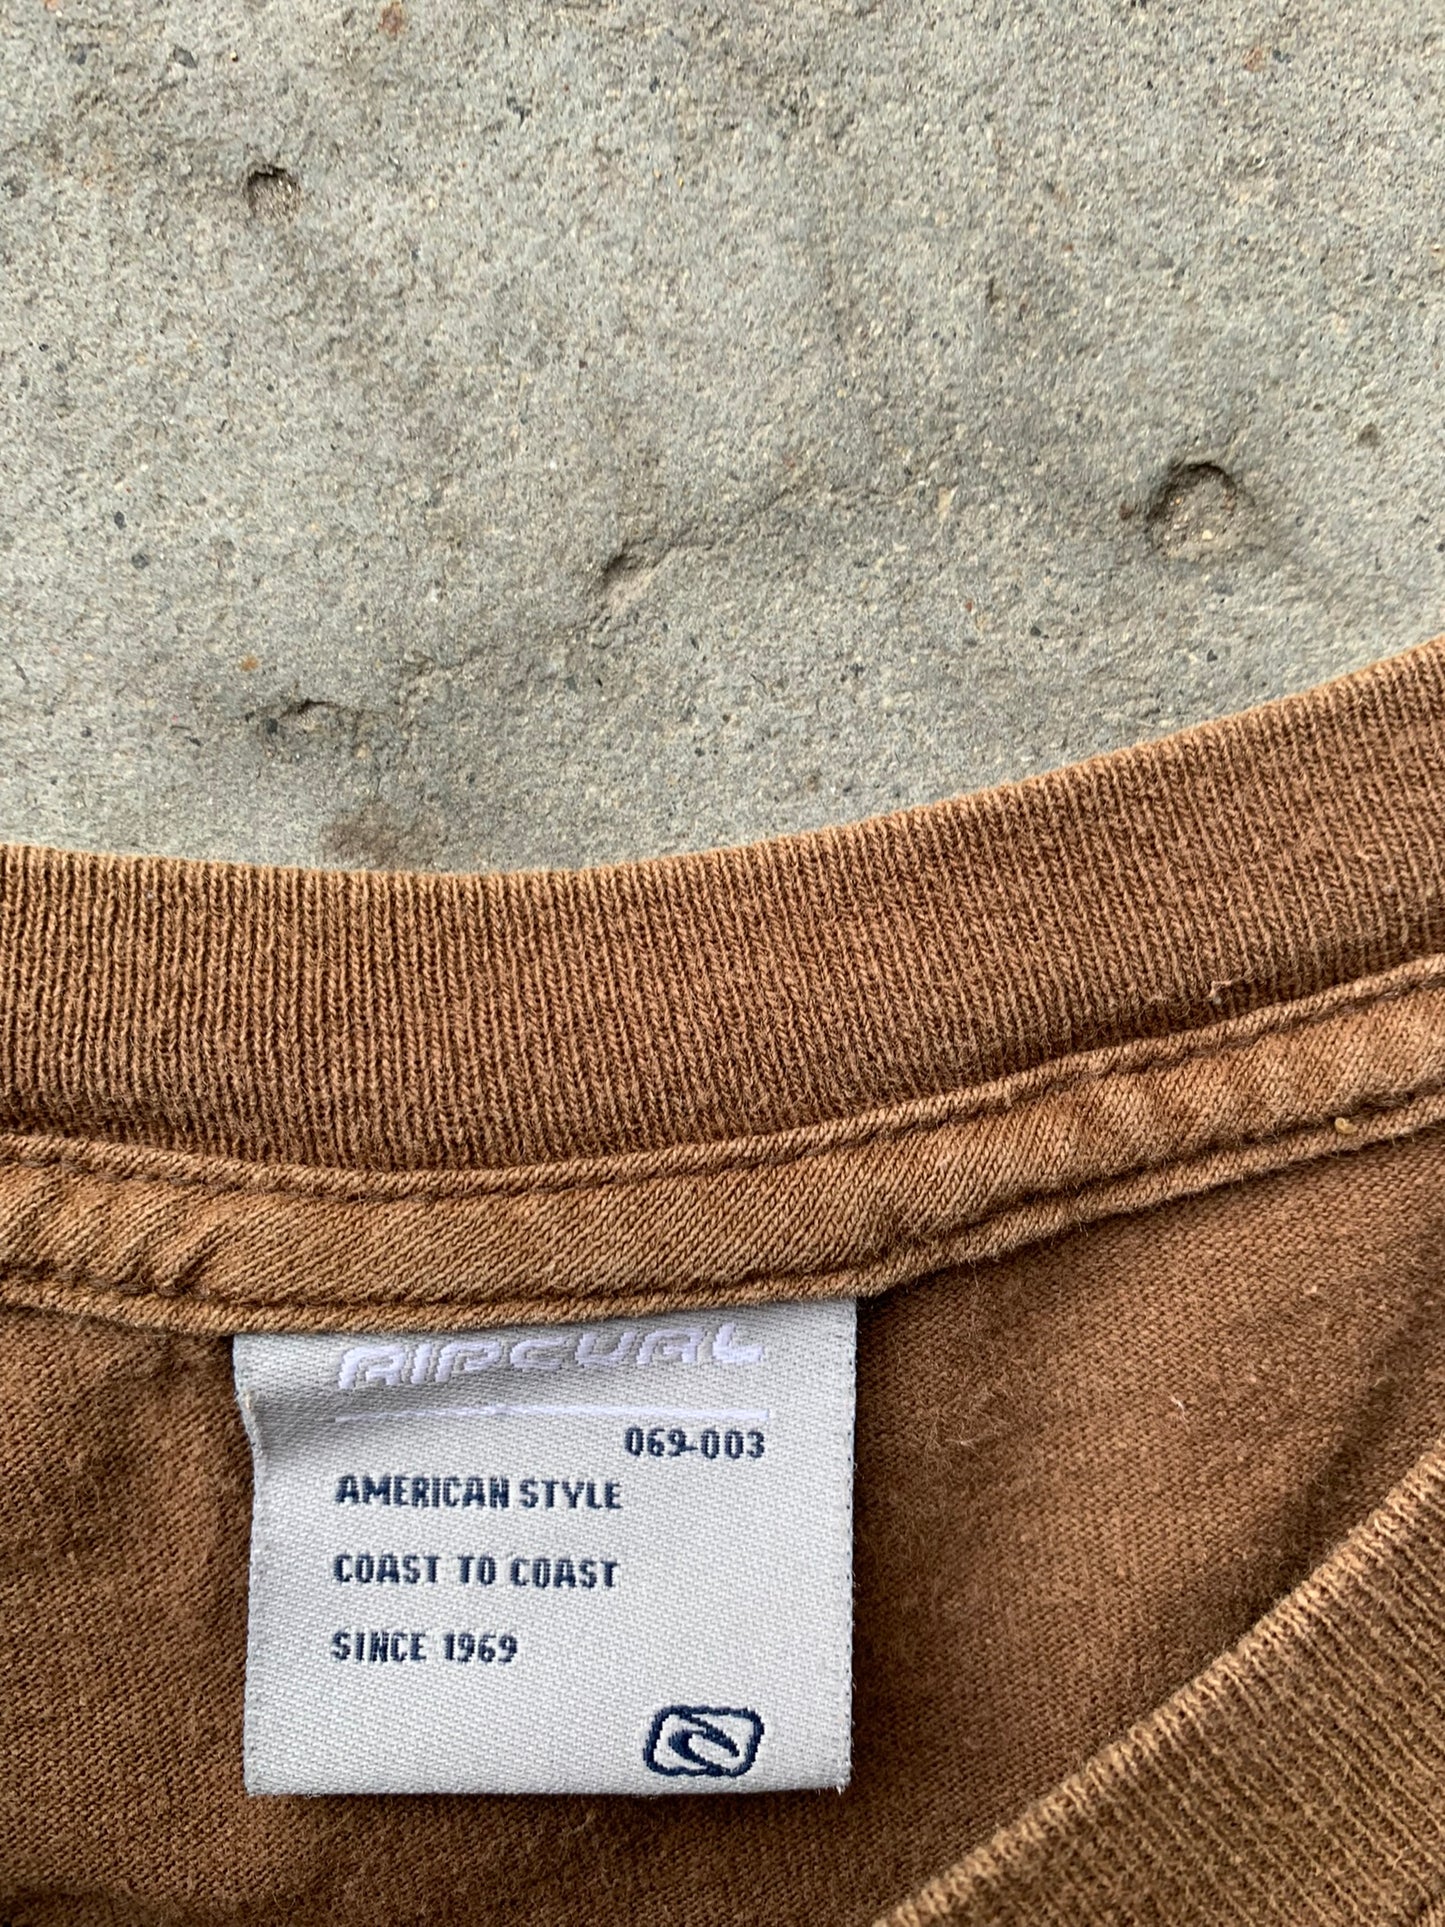 RIPCURL
069-003
AMERICAN STYLE
COAST TO COAST
SINCE 1969